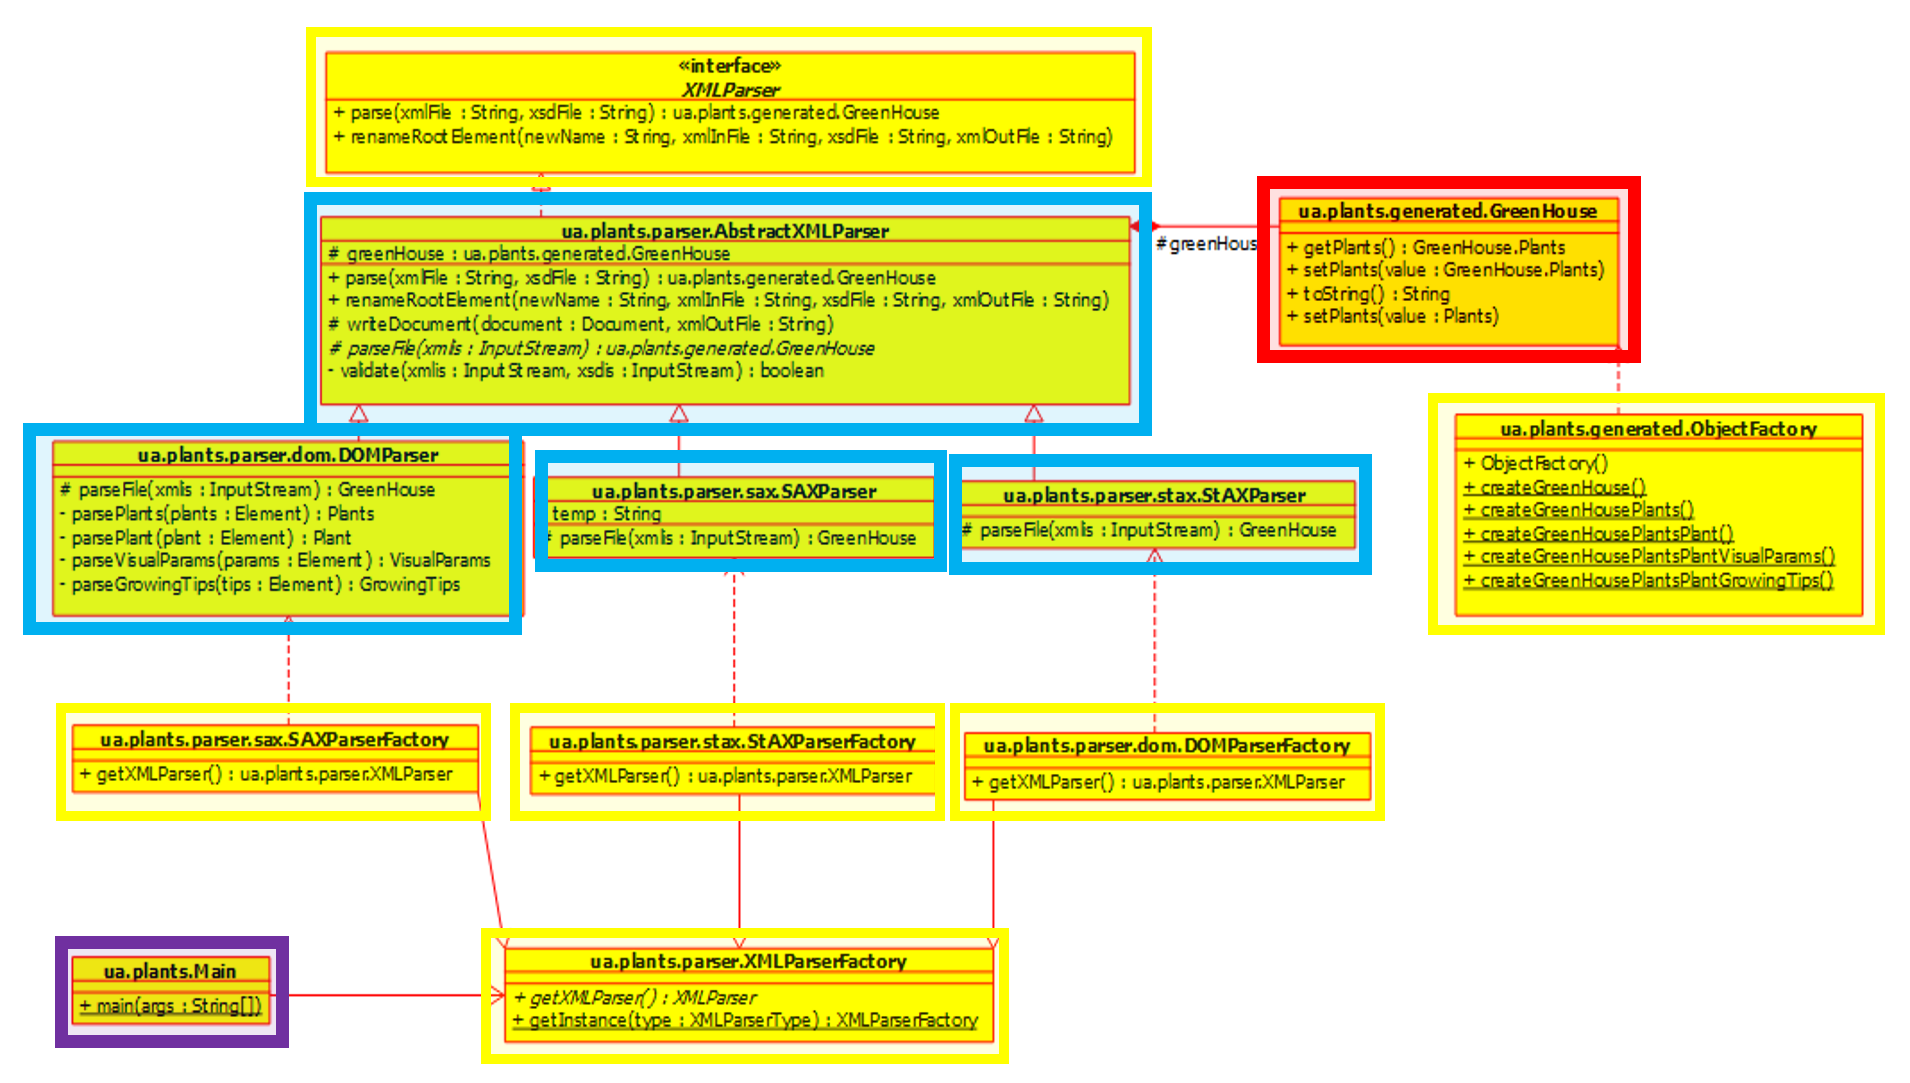 «interface»
XMLParser
+ parse(xmlFile : String, xsdFile : String) : ua.plants.generated.GreenHouse
+ renameRootElement(newName : String, xmlInFile : String, xsdFile : String, xmlOutFile : String)
ua.plants.parser.AbstractXMLParser
# greenHouse : ua.plants.generated.GreenHouse
+ parse(xmlFile : String, xsdFile : String) : ua.plants.generated.GreenHouse
+ renameRootElement(newName : String, xmlInFile : String, xsdFile : String, xmlOutFile : String)
# writeDocument(document : Document, xmlOutFile : String)
# parseFile(xmlis : InputStream) : ua.plants.generated.GreenHouse
- validate(xmlis : InputStream, xsdis : InputStream) : boolean
#greenHous
ua.plants.generated.GreenHouse
+ getPlants() : GreenHouse.Plants
+ setPlants(value : GreenHouse.Plants)
+ toString() : String
+ setPlants(value : Plants)
ua.plants.generated.ObjectFactory
+ ObjectFactory()
+ createGreenHouse()
+ createGreenHousePlants()
+ createGreenHousePlantsPlant()
+ createGreenHousePlantsPlantVisualParams()
+ createGreenHousePlantsPlantGrowingTips()
ua.plants.parser.dom.DOMParser
# parseFile(xmlis : InputStream) : GreenHouse
- parsePlants(plants : Element) : Plants
- parsePlant(plant : Element) : Plant
- parseVisualParams(params : Element) : VisualParams
- parseGrowingTips(tips : Element) : GrowingTips
ua.plants.parser.sax.SAXParser
temp : String
# parseFile(xmlis : InputStream) : GreenHouse
ua.plants.parser.stax.StAXParser
# parseFile(xmlis : InputStream) : GreenHouse
ua.plants.parser.sax.SAXParserFactory
+ getXMLParser() : ua.plants.parser.XMLParser
ua.plants.parser.stax.StAXParserFactory
+ getXMLParser() : ua.plants.parser.XMLParser
ua.plants.parser.dom.DOMParserFactory
+ getXMLParser() : ua.plants.parser.XMLParser
ua.plants.Main
+ main(args : String[])
ua.plants.parser.XMLParserFactory
+ getXMLParser() : XMLParser
+ getInstance(type : XMLParserType) : XMLParserFactory